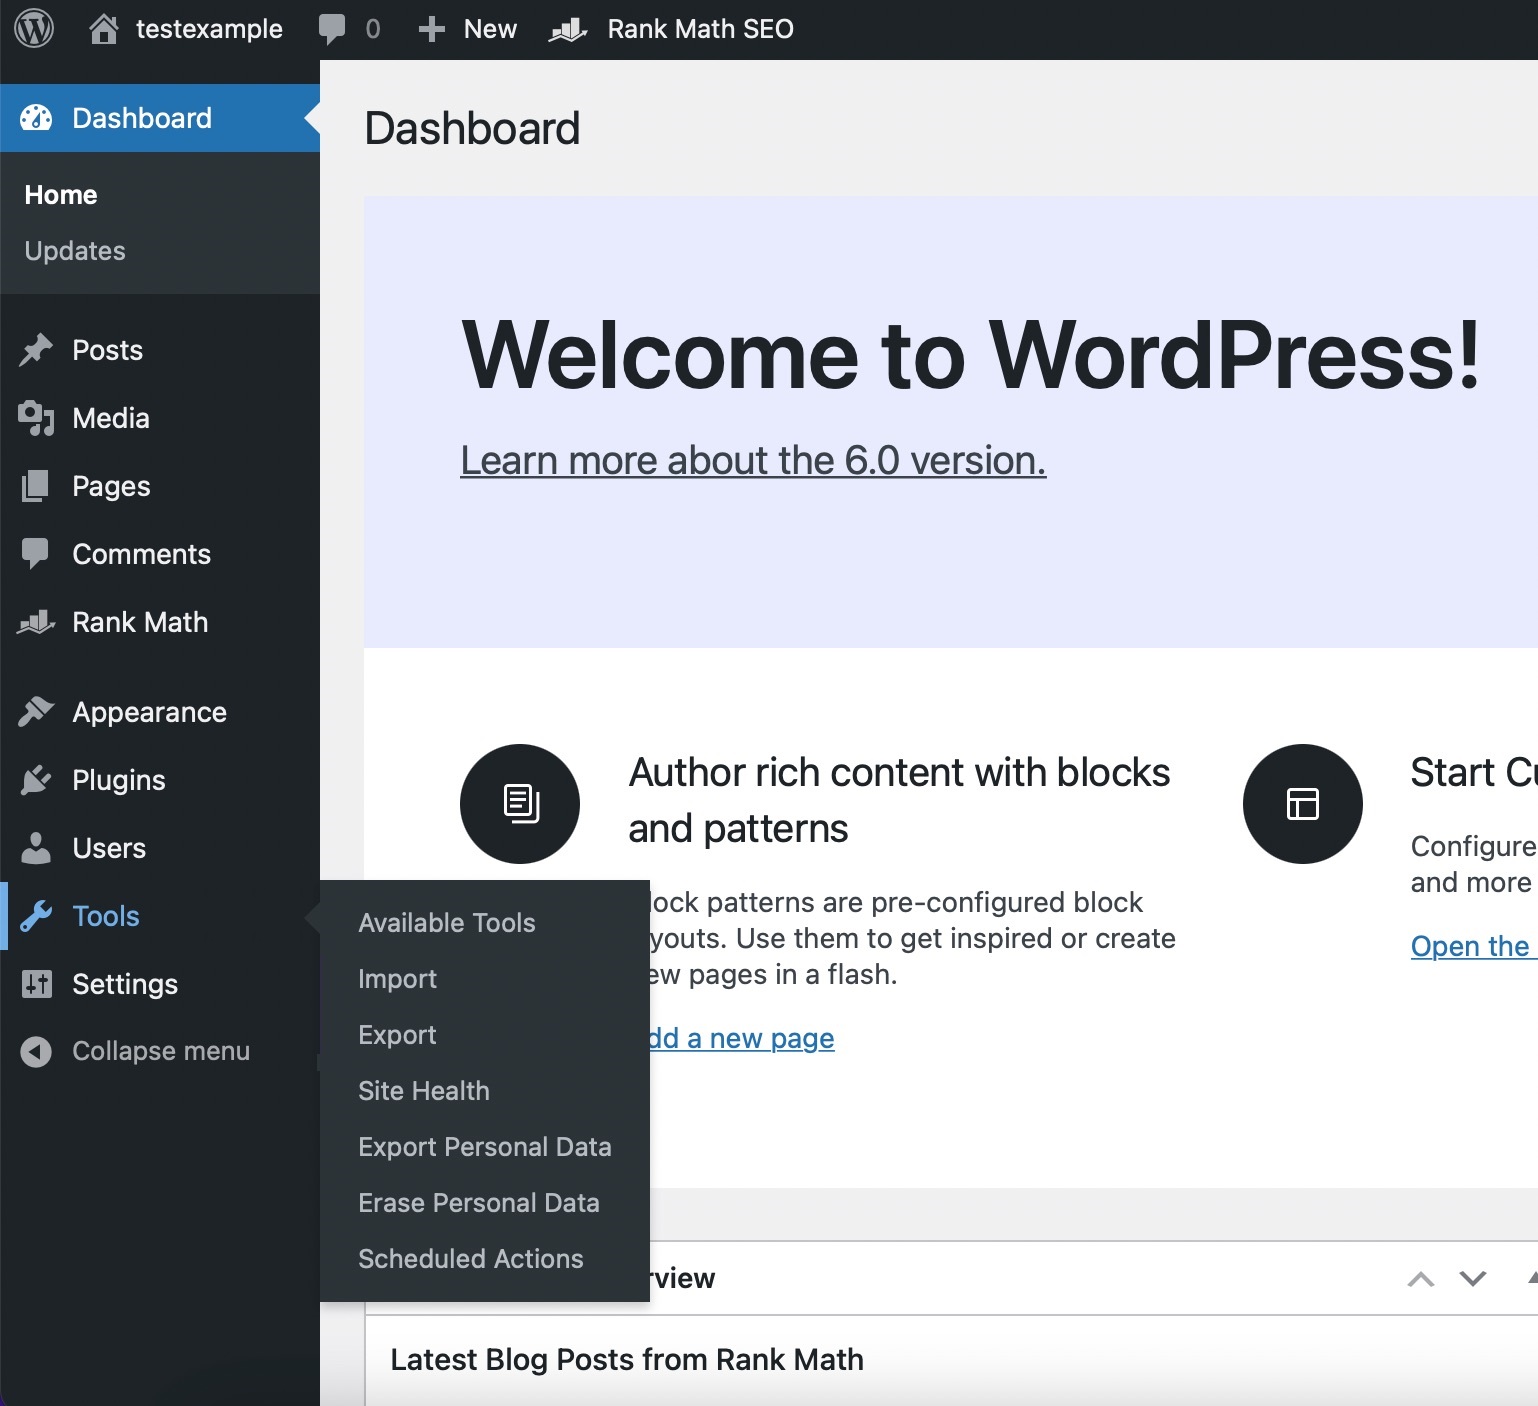 testexample
0
New
Rank Math SEO
Dashboard
Home
Updates
Posts
Media
Pages
Comments
Rank Math
Appearance
Plugins
Users
Tools
Settings
Collapse menu
Available Tools
Import
Export
Site Health
Export Personal Data
Erase Personal Data
Scheduled Actions
Dashboard
Welcome to WordPress!
Learn more about the 6.0 version.
Author rich content with blocks
and patterns
lock patterns are pre-configured block
youts. Use them to get inspired or create
ew pages in a flash.
dd a new page
Start
Configure
and more
Open the
rview
Latest Blog Posts from Rank Math